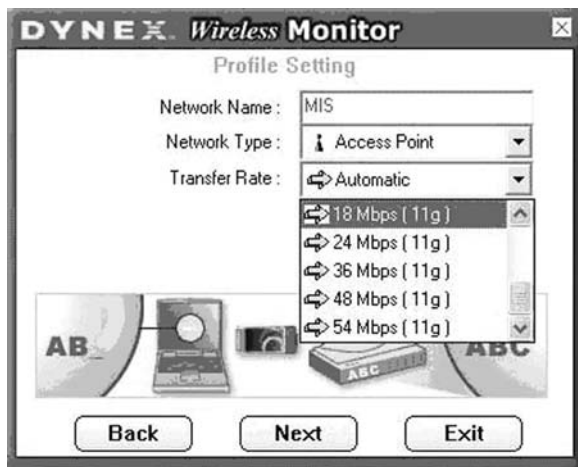 DYNEX Wireless Monitor
Profile Setting
Network Name : MIS
Network Type : Access Point
Transfer Rate : Automatic
18 Mbps ( 11g )
24 Mbps ( 11g )
36 Mbps ( 11g )
48 Mbps ( 11g )
54 Mbps ( 11g )
AB_
ABC
ABC
Back Next Exit